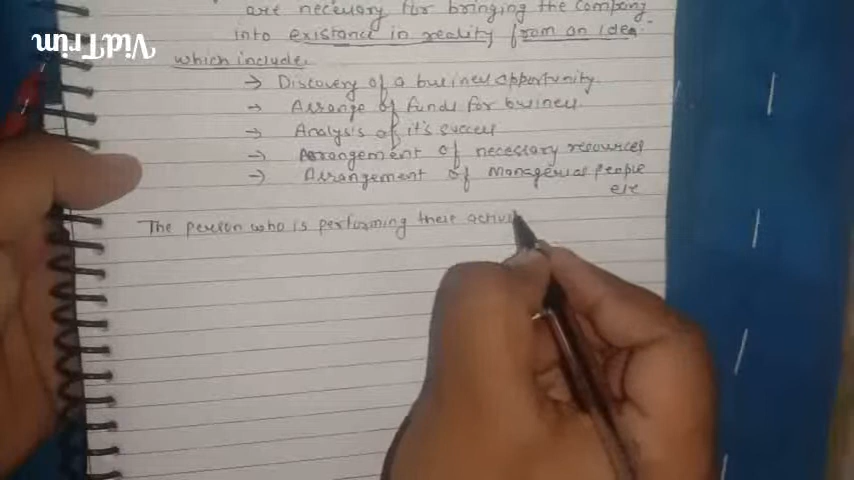 are necessary for bringing the company
into existance in reality from an idea.
which include.
→ Discovery of a business opportunity.
→ Arrange of funds for business.
→ Analysis of it's success
→ Arrangement of necessary resources
→ Arrangement of Managerial people
etc
The person who is performing these activi
VidTrim